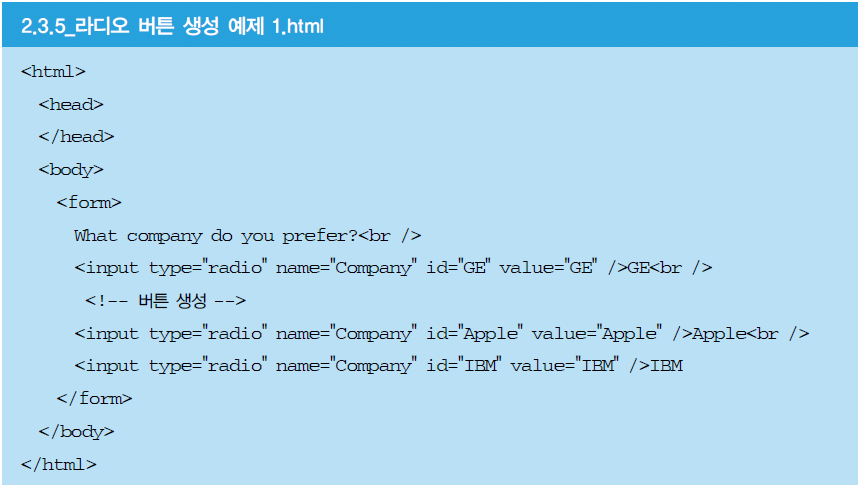 2.3.5_라디오 버튼 생성 예제 1.html
<html>
<head>
</head>
<body>
<form>
What company do you prefer?<br />
<input type="radio" name="Company" id="GE" value="GE" />GE<br />
<!-- 버튼 생성 -->
<input type="radio" name="Company" id="Apple" value="Apple" />Apple<br />
<input type="radio" name="Company" id="IBM" value="IBM" />IBM
</form>
</body>
</html>